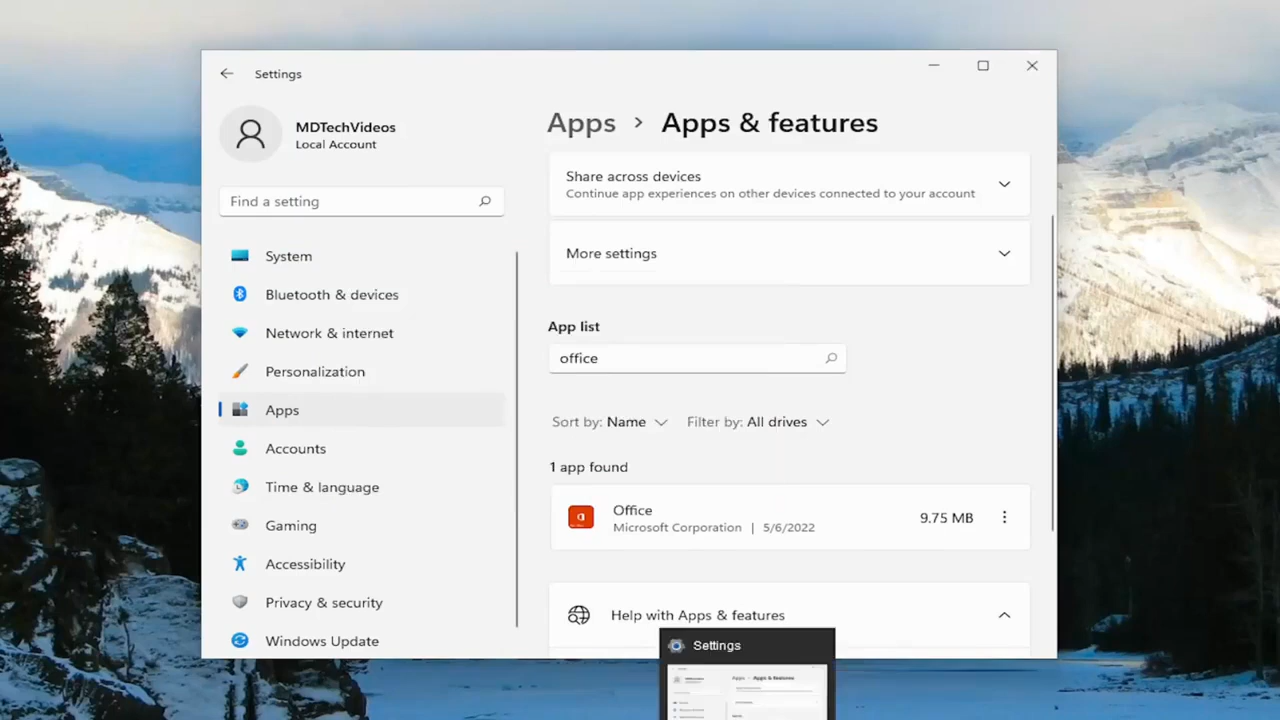 Settings
MDTechVideos
Local Account
Find a setting
System
Bluetooth & devices
Network & internet
Personalization
Apps
Accounts
Time & language
Gaming
Accessibility
Privacy & security
Windows Update
Apps > Apps & features
Share across devices
Continue app experiences on other devices connected to your account
More settings
App list
office
Sort by: Name Filter by: All drives
1 app found
Office
Microsoft Corporation | 5/6/2022
9.75 MB
Help with Apps & features
Settings
Apps Apps & features